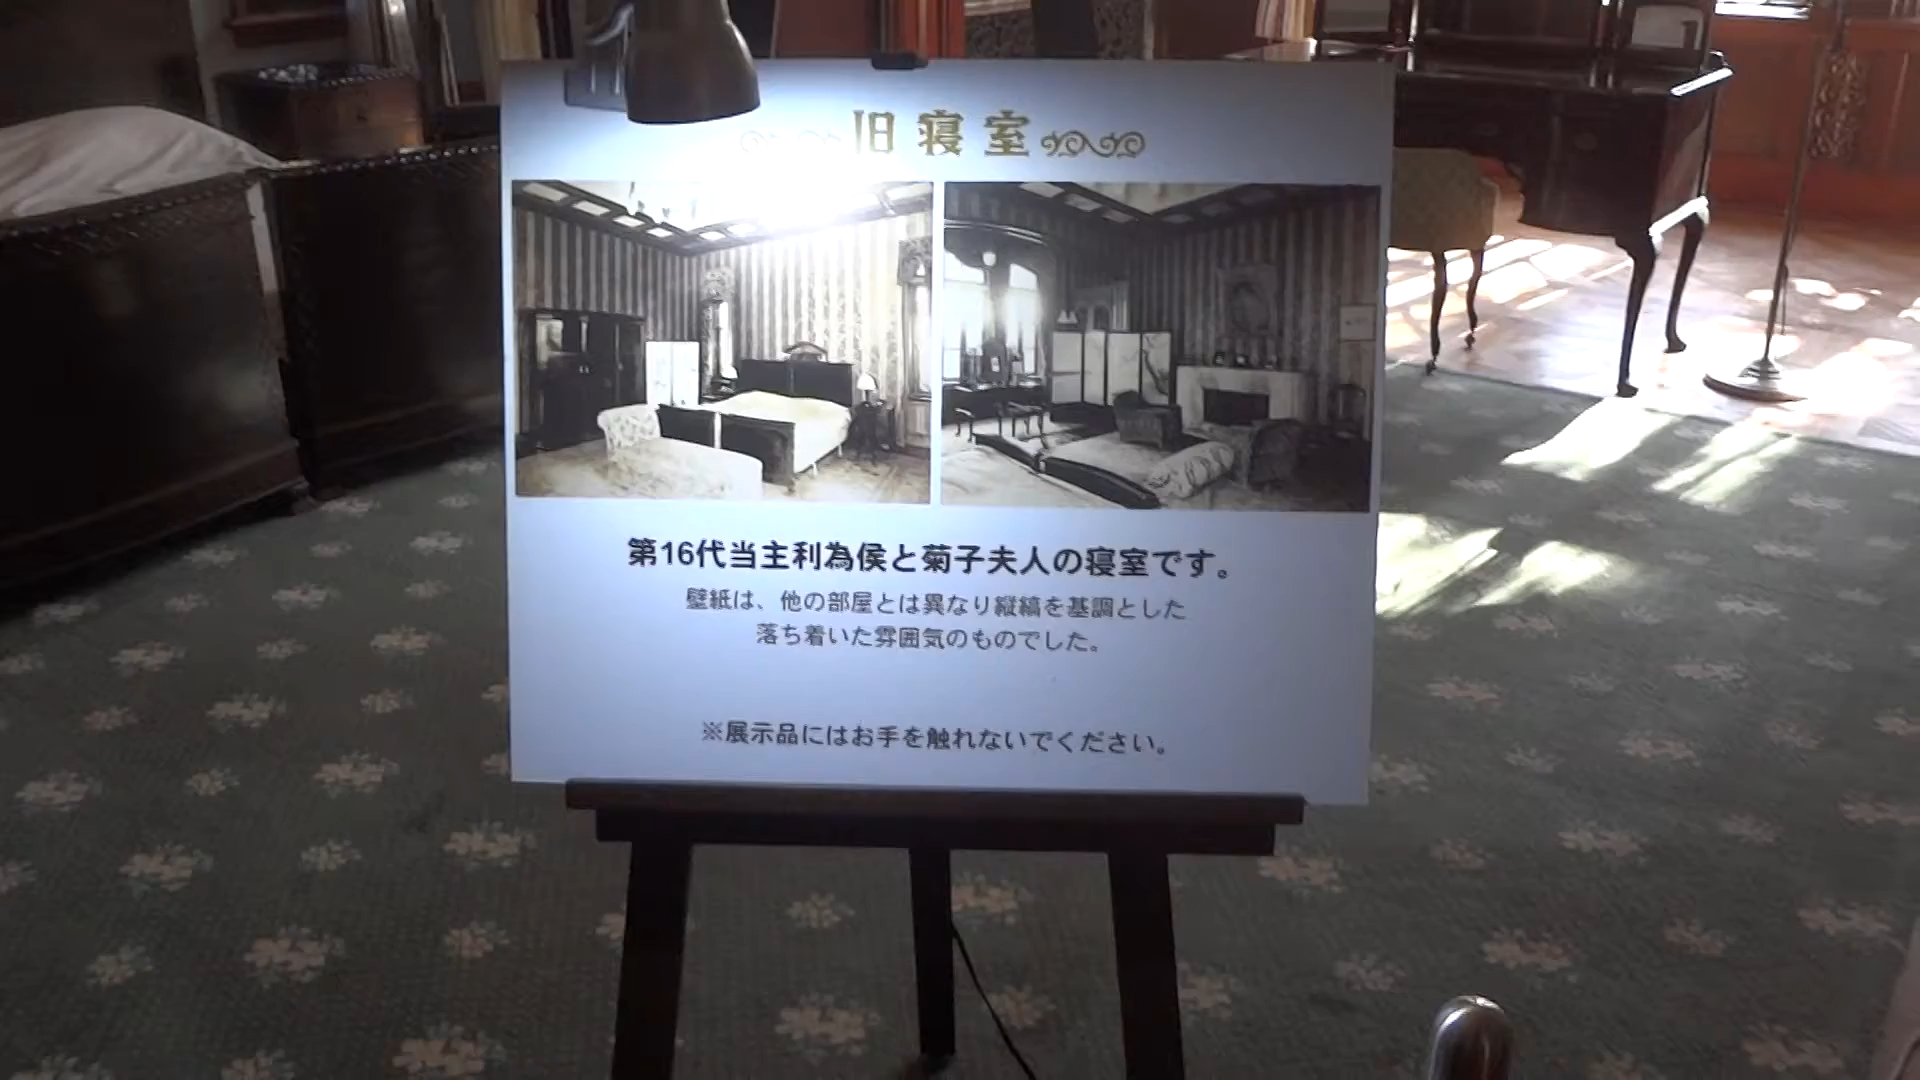 旧寝室
第16代当主利為侯と菊子夫人の寝室です。
壁紙は、他の部屋とは異なり縦縞を基調とした
落ち着いた雰囲気のものでした。
※展示品にはお手を触れないでください。